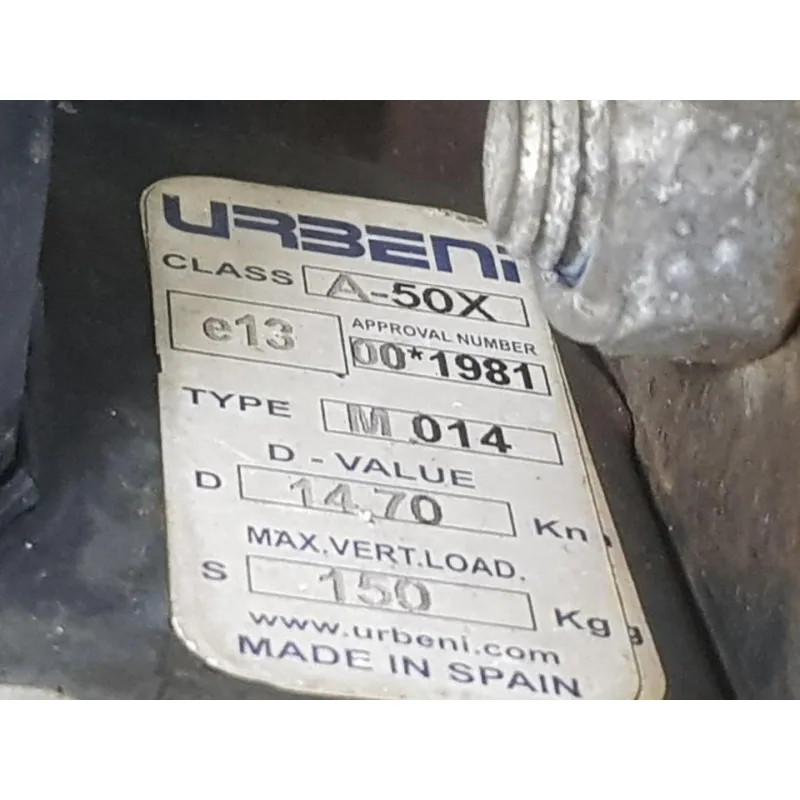 URBENI
CLASS A-50X
e13
APPROVAL NUMBER
00*1981
TYPE M 014
D - VALUE
D 14.70 Kn
MAX.VERT.LOAD.
S 150 Kg g
www.urbeni.com
MADE IN SPAIN